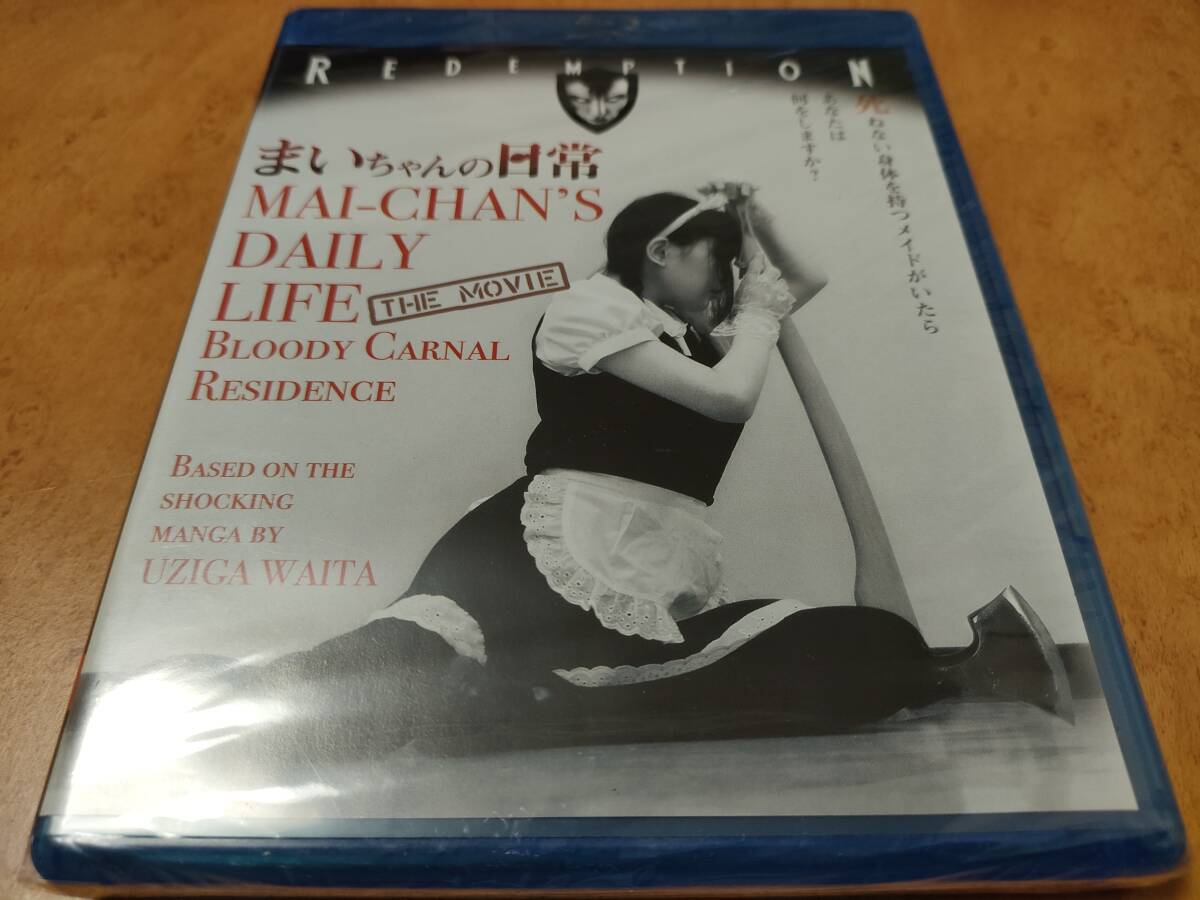 REDEMPTION
まいちゃんの日常
MAI-CHAN'S
DAILY
LIFE
THE MOVIE
BLOODY CARNAL
RESIDENCE
BASED ON THE
SHOCKING
MANGA BY
UZIGA WAITA
死ねない身体を持つメイドがいたら
あなたは
何をしますか?